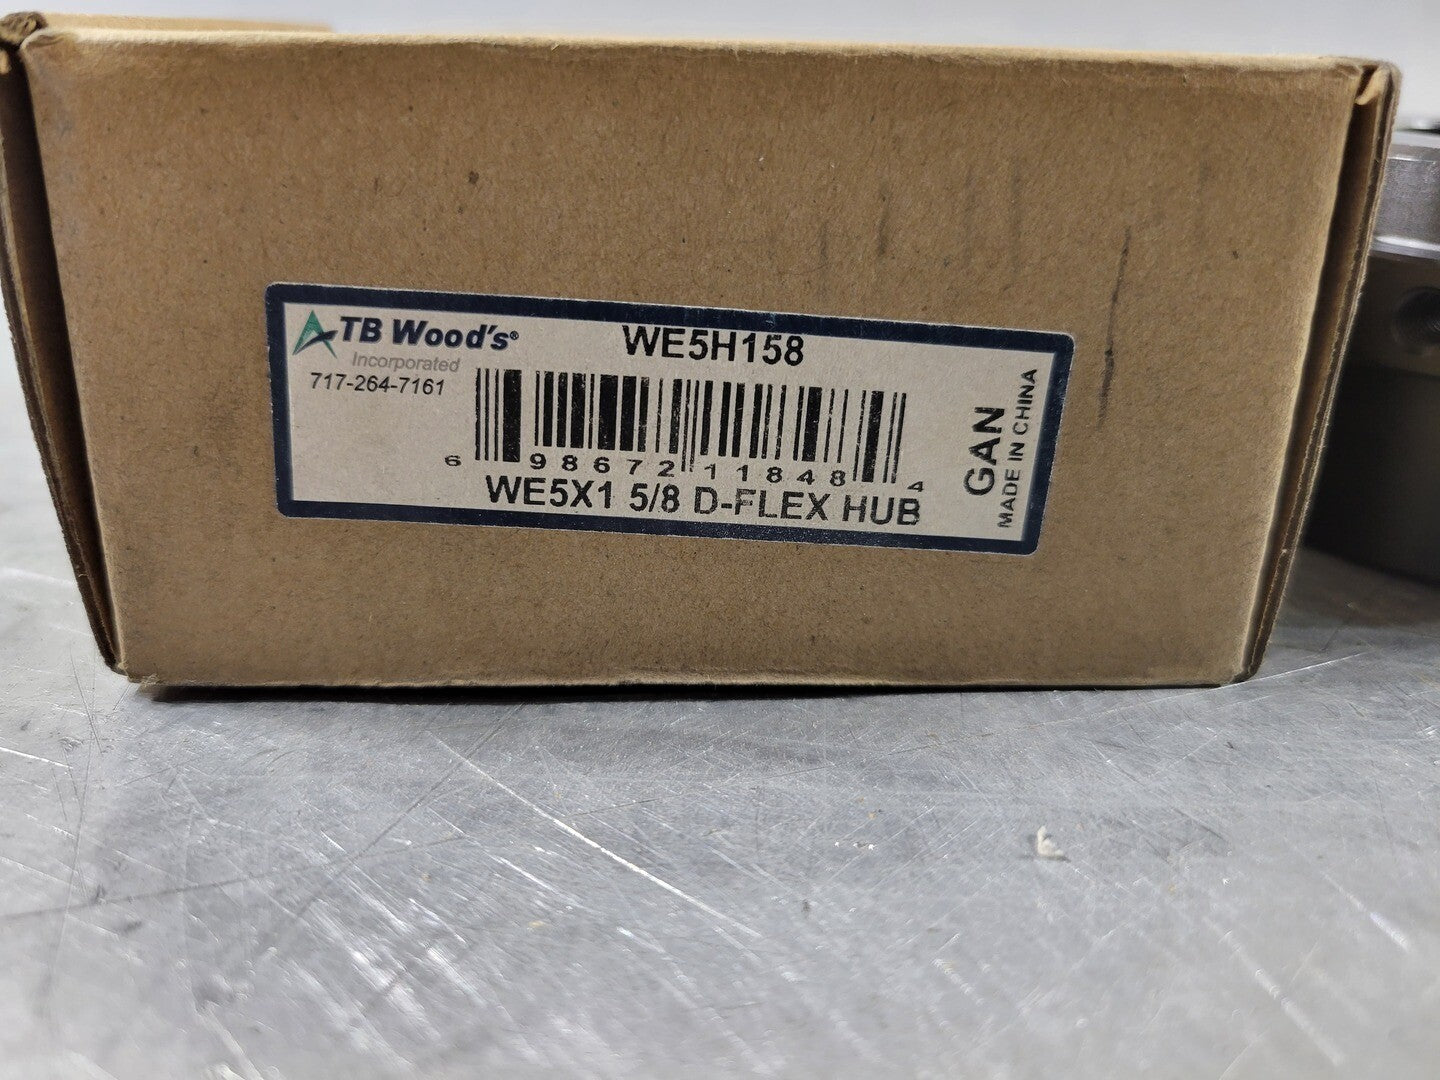 TB Wood's®
Incorporated
717-264-7161
WE5H158
6 98672 11848 4
WE5X1 5/8 D-FLEX HUB
GAN
MADE IN CHINA